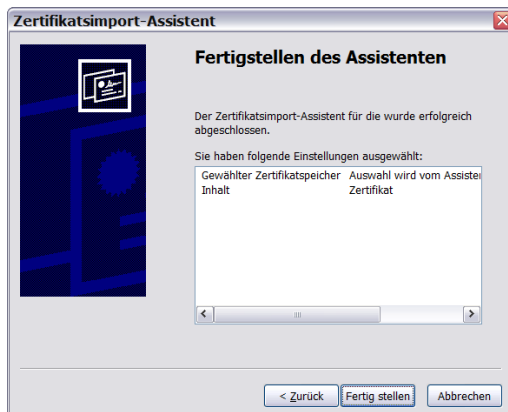 Zertifikatsimport-Assistent
Fertigstellen des Assistenten
Der Zertifikatsimport-Assistent für die wurde erfolgreich
abgeschlossen.
Sie haben folgende Einstellungen ausgewählt:
Gewählter Zertifikatspeicher Auswahl wird vom Assisten
Inhalt Zertifikat
< Zurück Fertig stellen Abbrechen